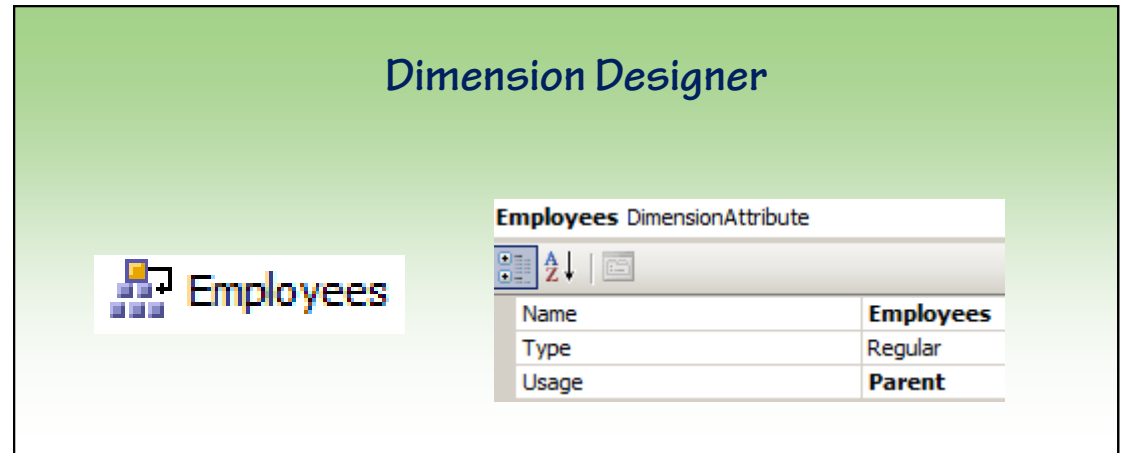 Dimension Designer
Employees
Employees DimensionAttribute
A
Z
Name Employees
Type Regular
Usage Parent